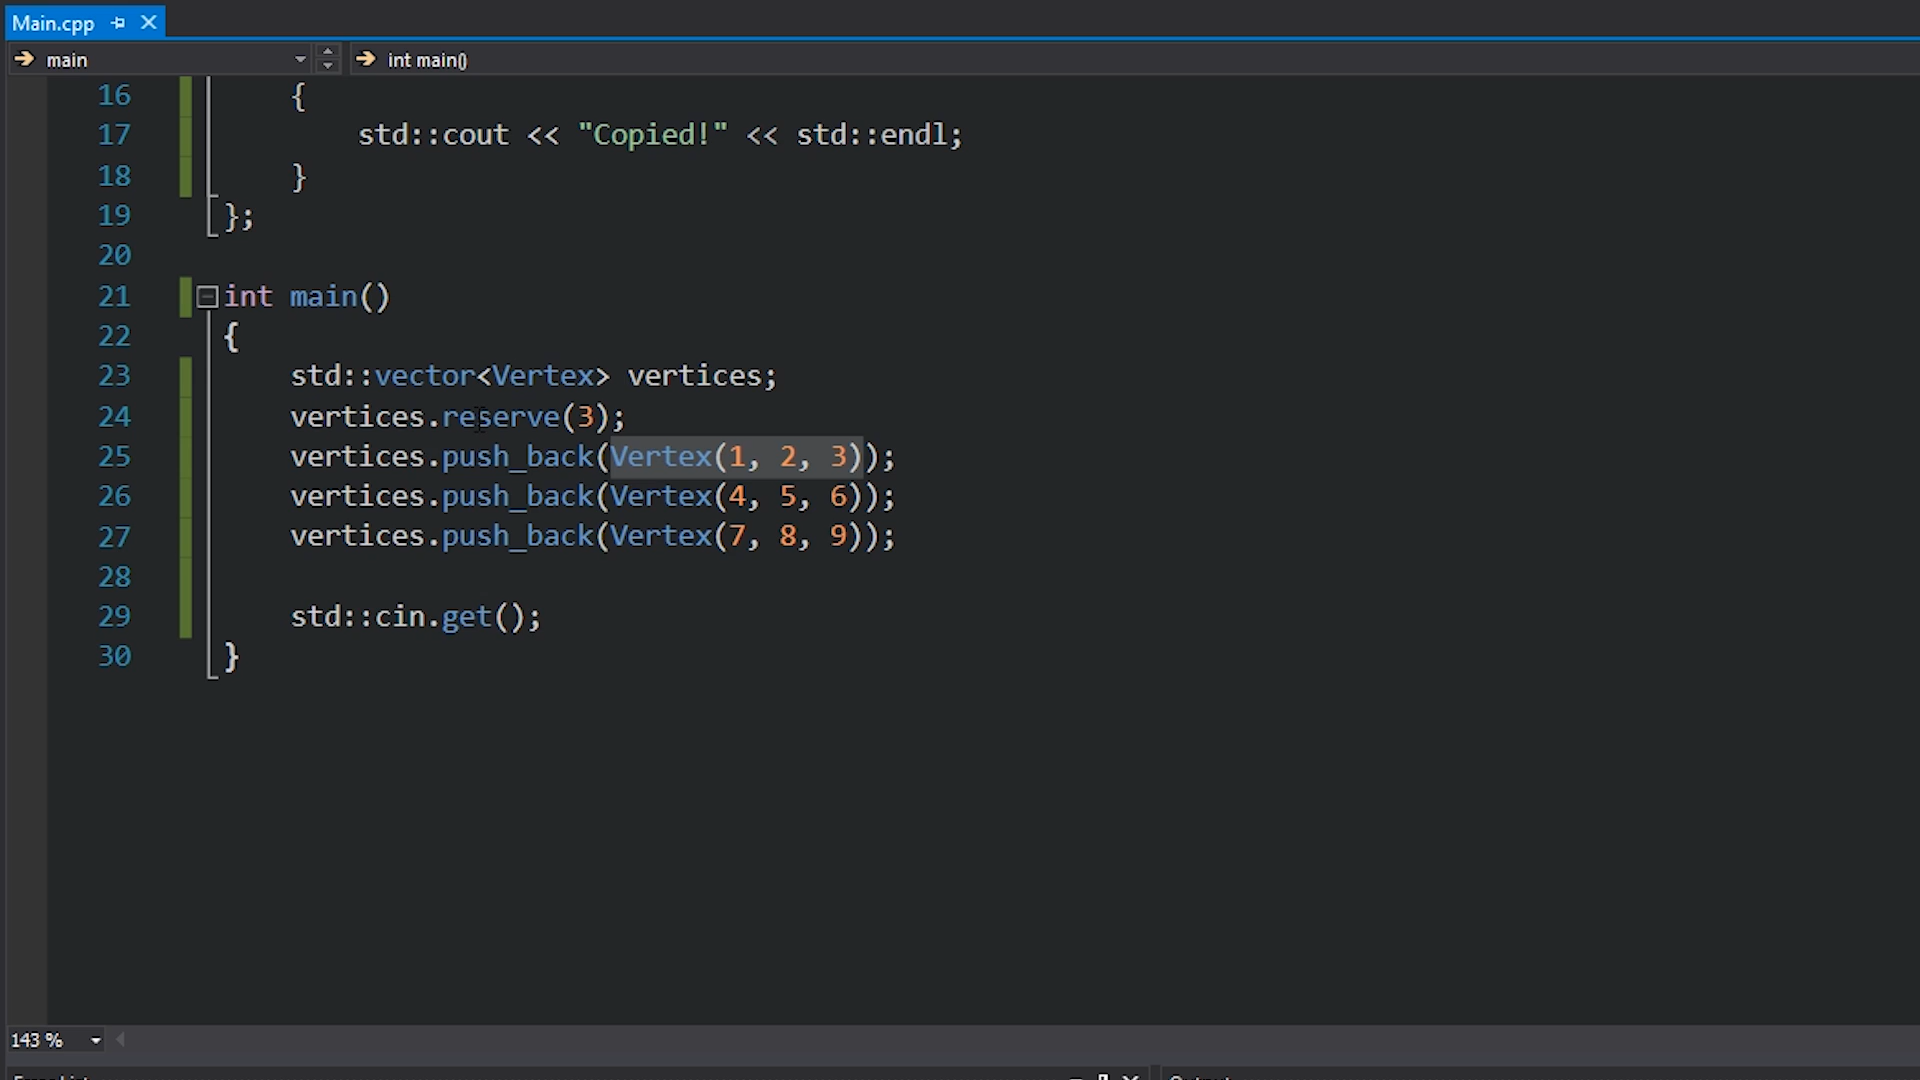 Main.cpp
main int main()
16 {
17 std::cout << "Copied!" << std::endl;
18 }
19 };
20
21 int main()
22 {
23 std::vector<Vertex> vertices;
24 vertices.reserve(3);
25 vertices.push_back(Vertex(1, 2, 3));
26 vertices.push_back(Vertex(4, 5, 6));
27 vertices.push_back(Vertex(7, 8, 9));
28
29 std::cin.get();
30 }
143 %